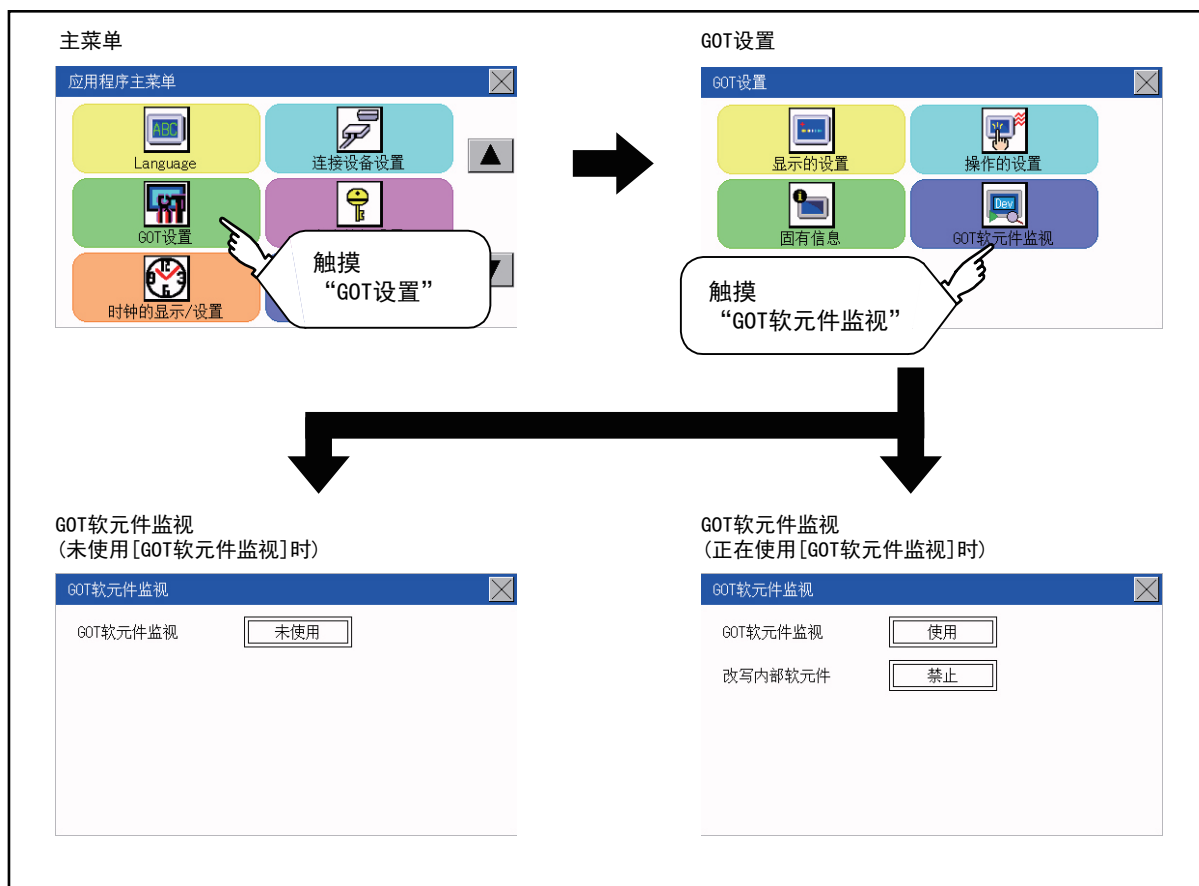 主菜单
应用程序主菜单
ABC
Language
连接设备设置
GOT设置
时钟的显示/设置
触摸
“GOT设置”
GOT设置
GOT设置
显示的设置
操作的设置
固有信息
Dev
GOT软元件监视
触摸
“GOT软元件监视”
GOT软元件监视
(未使用[GOT软元件监视]时)
GOT软元件监视
GOT软元件监视 未使用
GOT软元件监视
(正在使用[GOT软元件监视]时)
GOT软元件监视
GOT软元件监视 使用
改写内部软元件 禁止